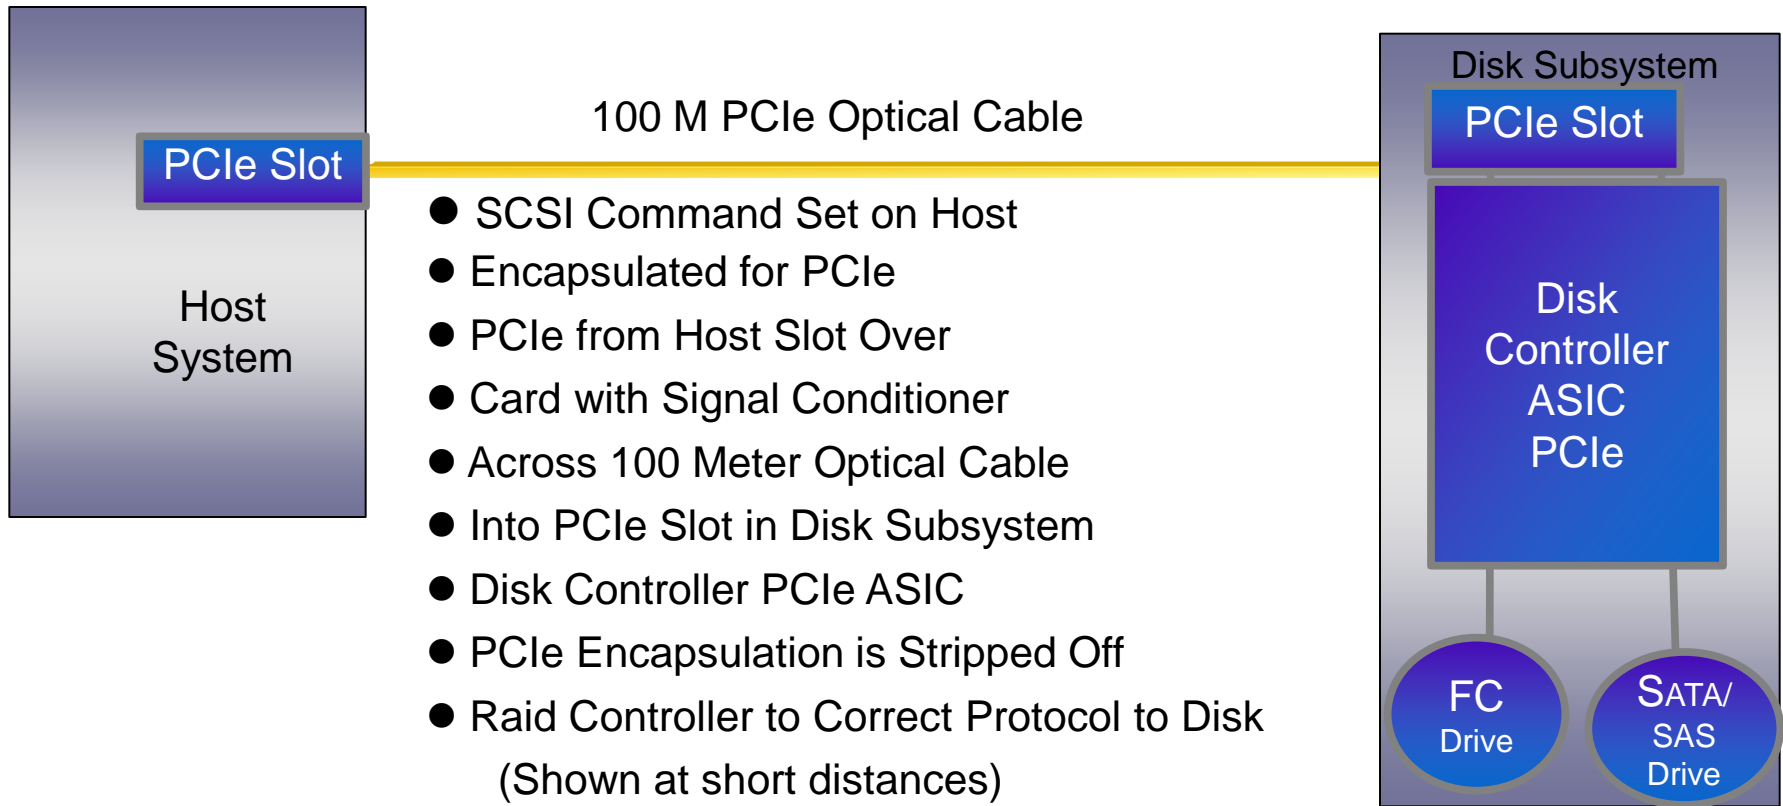 PCIe Slot
Host
System
100 M PCIe Optical Cable
● SCSI Command Set on Host
● Encapsulated for PCIe
● PCIe from Host Slot Over
● Card with Signal Conditioner
● Across 100 Meter Optical Cable
● Into PCIe Slot in Disk Subsystem
● Disk Controller PCIe ASIC
● PCIe Encapsulation is Stripped Off
● Raid Controller to Correct Protocol to Disk
(Shown at short distances)
Disk Subsystem
PCIe Slot
Disk
Controller
ASIC
PCIe
FC
Drive
SATA/
SAS
Drive